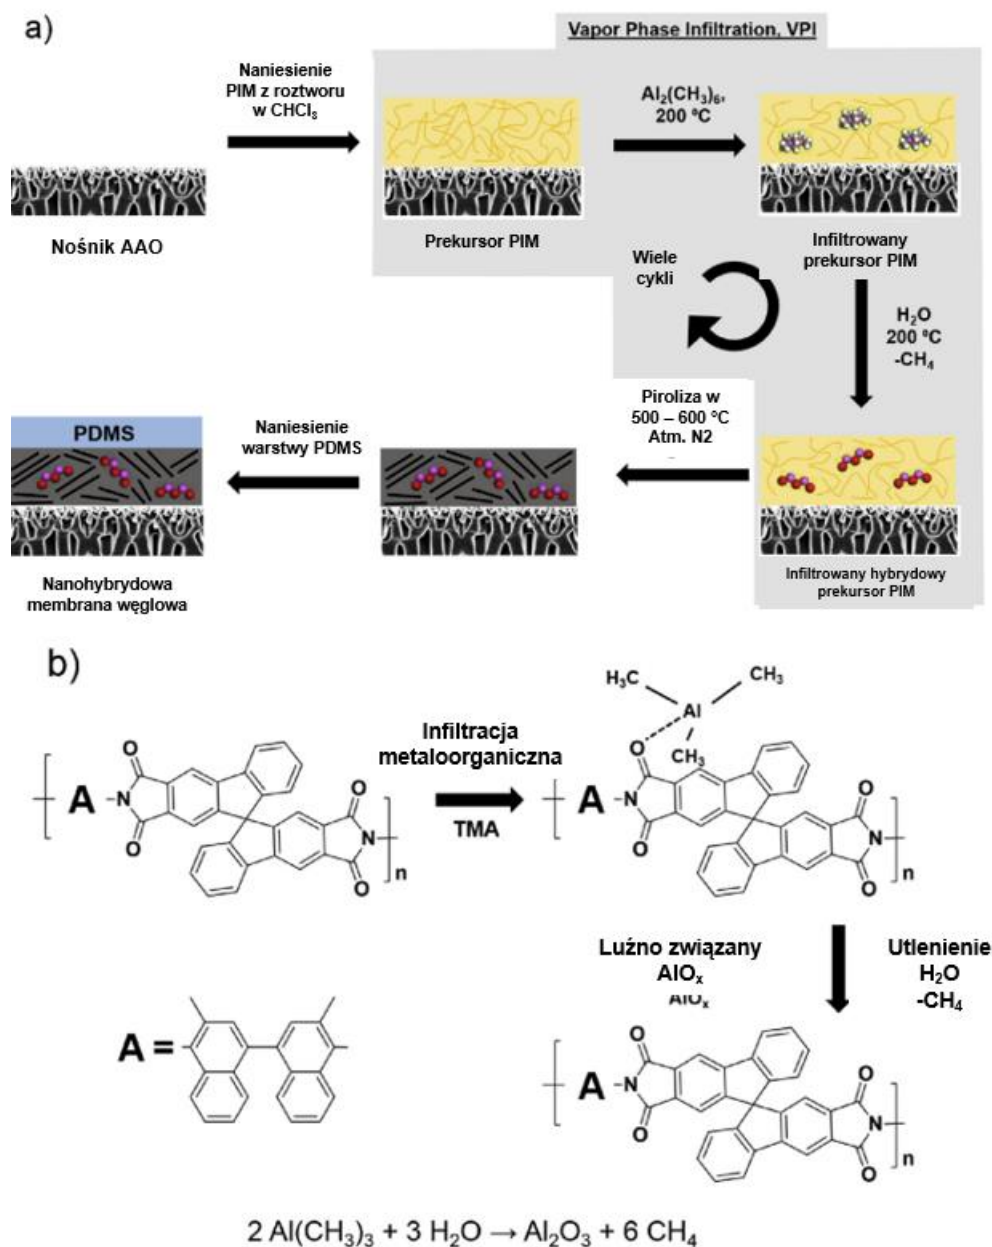 a)
Vapor Phase Infiltration, VPI
Naniesienie
PIM z roztworu
w CHCl₃
Al₂(CH₃)₆,
200 ºC
Nośnik AAO
Prekursor PIM
Infiltrowany
prekursor PIM
Wiele
cykli
H₂O
200 ºC
-CH₄
Piroliza w
500 – 600 ºC
Atm. N2
Naniesienie
warstwy PDMS
PDMS
Nanohybrydowa
membrana węglowa
Infiltrowany hybrydowy
prekursor PIM
b)
Infiltracja
metaloorganiczna
TMA
H₃C
CH₃
Al
CH₃
O
O
A
N
O
O
N
n
O
O
A
N
O
O
N
n
Luźno związany
AlOₓ
AlOₓ
Utlenienie
H₂O
-CH₄
A =
O
O
A
N
O
O
N
n
2 Al(CH₃)₃ + 3 H₂O → Al₂O₃ + 6 CH₄